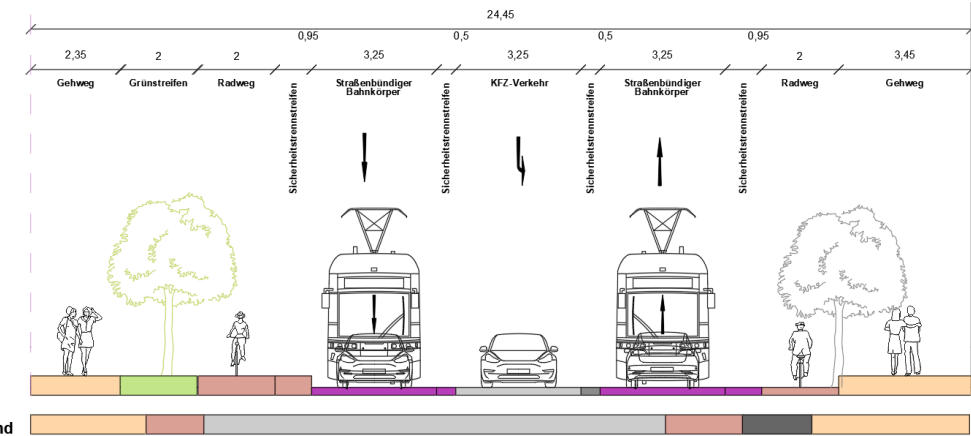 24,45
0,95
0,5
0,5
0,95
2,35
2
2
3,25
3,25
3,25
2
3,45
Gehweg
Grünstreifen
Radweg
Sicherheitstrennstreifen
Straßenbündiger
Bahnkörper
Sicherheitstrennstreifen
KFZ-Verkehr
Sicherheitstrennstreifen
Straßenbündiger
Bahnkörper
Sicherheitstrennstreifen
Radweg
Gehweg
nd